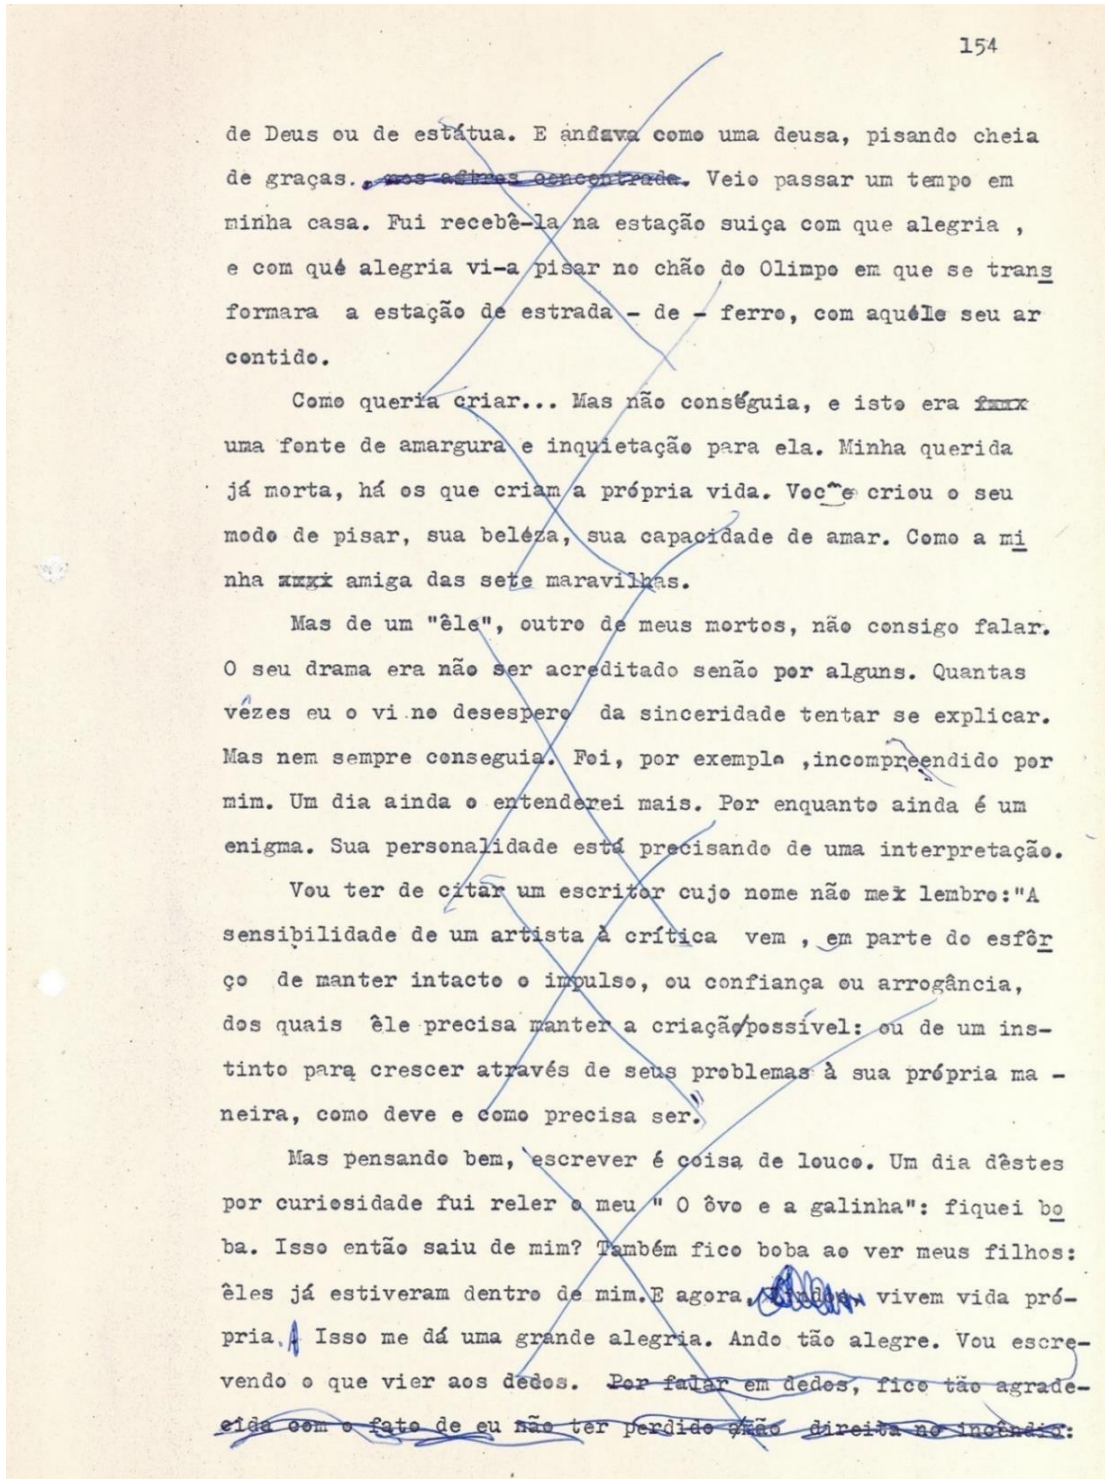 154
de Deus ou de estátua. E andava como uma deusa, pisando cheia
de graças. nos astros concentrada. Veio passar um tempo em
minha casa. Fui recebê-la na estação suiça com que alegria ,
e com qué alegria vi-a pisar no chão do Olimpo em que se trans
formara a estação de estrada - de - ferro, com aquéle seu ar
contido.
Como queria criar... Mas não conséguia, e isto era
uma fonte de amargura e inquietação para ela. Minha querida
já morta, há os que criam a própria vida. Voc^e criou o seu
modo de pisar, sua beléza, sua capacidade de amar. Como a mi
nha amiga das sete maravilhas.
Mas de um "êle", outro de meus mortos, não consigo falar.
O seu drama era não ser acreditado senão por alguns. Quantas
vêzes eu o vi no desespero da sinceridade tentar se explicar.
Mas nem sempre conseguia. Foi, por exemplo ,incompreendido por
mim. Um dia ainda o entenderei mais. Por enquanto ainda é um
enigma. Sua personalidade está precisando de uma interpretação.
Vou ter de citar um escritor cujo nome não mex lembro:"A
sensibilidade de um artista à crítica vem , em parte do esfôr
ço de manter intacto o impulso, ou confiança ou arrogância,
dos quais êle precisa manter a criação/possível: ou de um ins-
tinto para crescer através de seus problemas à sua própria ma -
neira, como deve e como precisa ser."
Mas pensando bem, escrever é coisa de louco. Um dia dêstes
por curiosidade fui reler o meu " O ôvo e a galinha": fiquei bo
ba. Isso então saiu de mim? Também fico boba ao ver meus filhos:
êles já estiveram dentro de mim.E agora, vivem vida pró-
pria. Isso me dá uma grande alegria. Ando tão alegre. Vou escre-
vendo o que vier aos dedos. Por falar em dedos, fico tão agrade-
cida com o fato de eu não ter perdido a mão direita no incêndio: